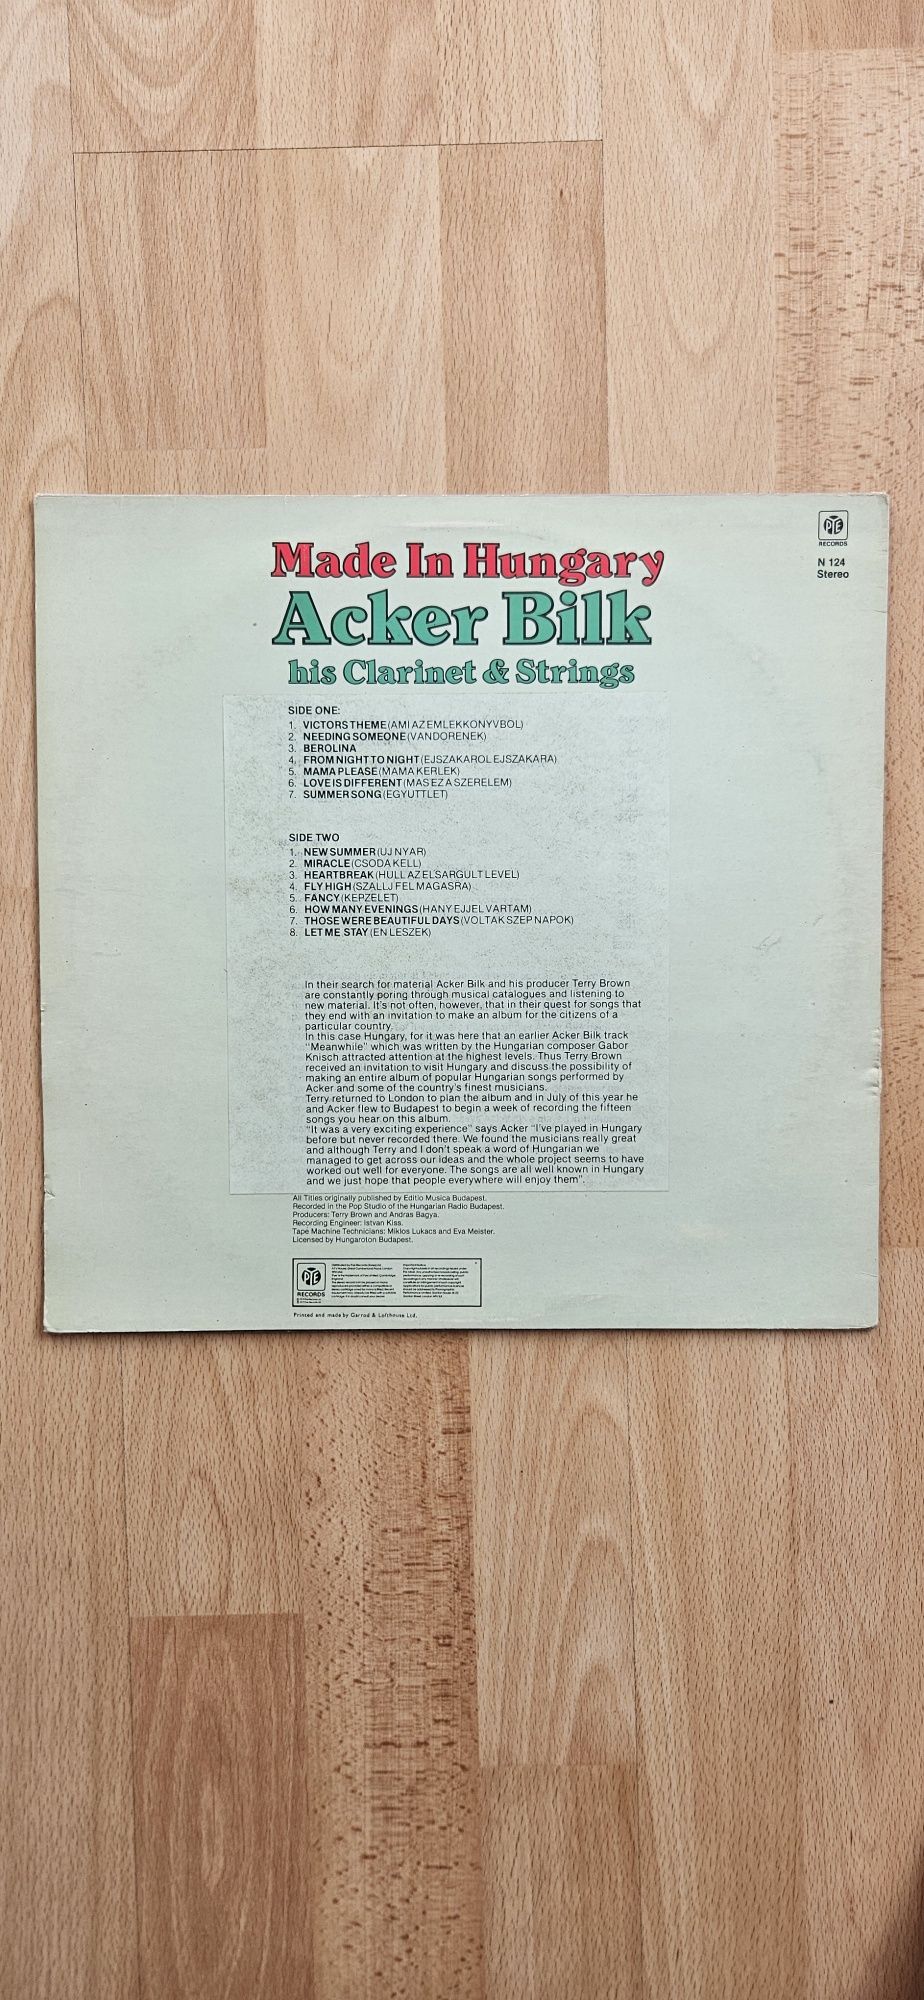 PYE
RECORDS
N 124
Stereo
Made In Hungary
Acker Bilk
his Clarinet & Strings
SIDE ONE:
1. VICTORS THEME (AMI AZ EMLEKKONYVBOL)
2. NEEDING SOMEONE (VANDORENEK)
3. BEROLINA
4. FROM NIGHT TO NIGHT (EJSZAKAROL EJSZAKARA)
5. MAMA PLEASE (MAMA KERLEK)
6. LOVE IS DIFFERENT (MAS EZ A SZERELEM)
7. SUMMER SONG (EGYUTTLET)
SIDE TWO
1. NEW SUMMER (UJ NYAR)
2. MIRACLE (CSODA KELL)
3. HEARTBREAK (HULL AZ ELSARGULT LEVEL)
4. FLY HIGH (SZALLJ FEL MAGASRA)
5. FANCY (KEPZELET)
6. HOW MANY EVENINGS (HANY EJJEL VARTAM)
7. THOSE WERE BEAUTIFUL DAYS (VOLTAK SZEP NAPOK)
8. LET ME STAY (EN LESZEK)
In their search for material Acker Bilk and his producer Terry Brown
are constantly poring through musical catalogues and listening to
new material. It's not often, however, that in their quest for songs that
they end with an invitation to make an album for the citizens of a
particular country.
In this case Hungary, for it was here that an earlier Acker Bilk track
"Meanwhile" which was written by the Hungarian composer Gabor
Knisch attracted attention at the highest levels. Thus Terry Brown
received an invitation to visit Hungary and discuss the possibility of
making an entire album of popular Hungarian songs performed by
Acker and some of the country's finest musicians.
Terry returned to London to plan the album and in July of this year he
and Acker flew to Budapest to begin a week of recording the fifteen
songs you hear on this album.
"It was a very exciting experience" says Acker "I've played in Hungary
before but never recorded there. We found the musicians really great
and although Terry and I don't speak a word of Hungarian we
managed to get across our ideas and the whole project seems to have
worked out well for everyone. The songs are all well known in Hungary
and we just hope that people everywhere will enjoy them".
All Titles originally published by Editio Musica Budapest.
Recorded in the Pop Studio of the Hungarian Radio Budapest.
Producers: Terry Brown and Andras Bagya.
Recording Engineer: Istvan Kiss.
Tape Machine Technicians: Miklos Lukacs and Eva Meister.
Licensed by Hungaroton Budapest.
PYE
RECORDS
Printed and made by Garrod & Lofthouse Ltd.